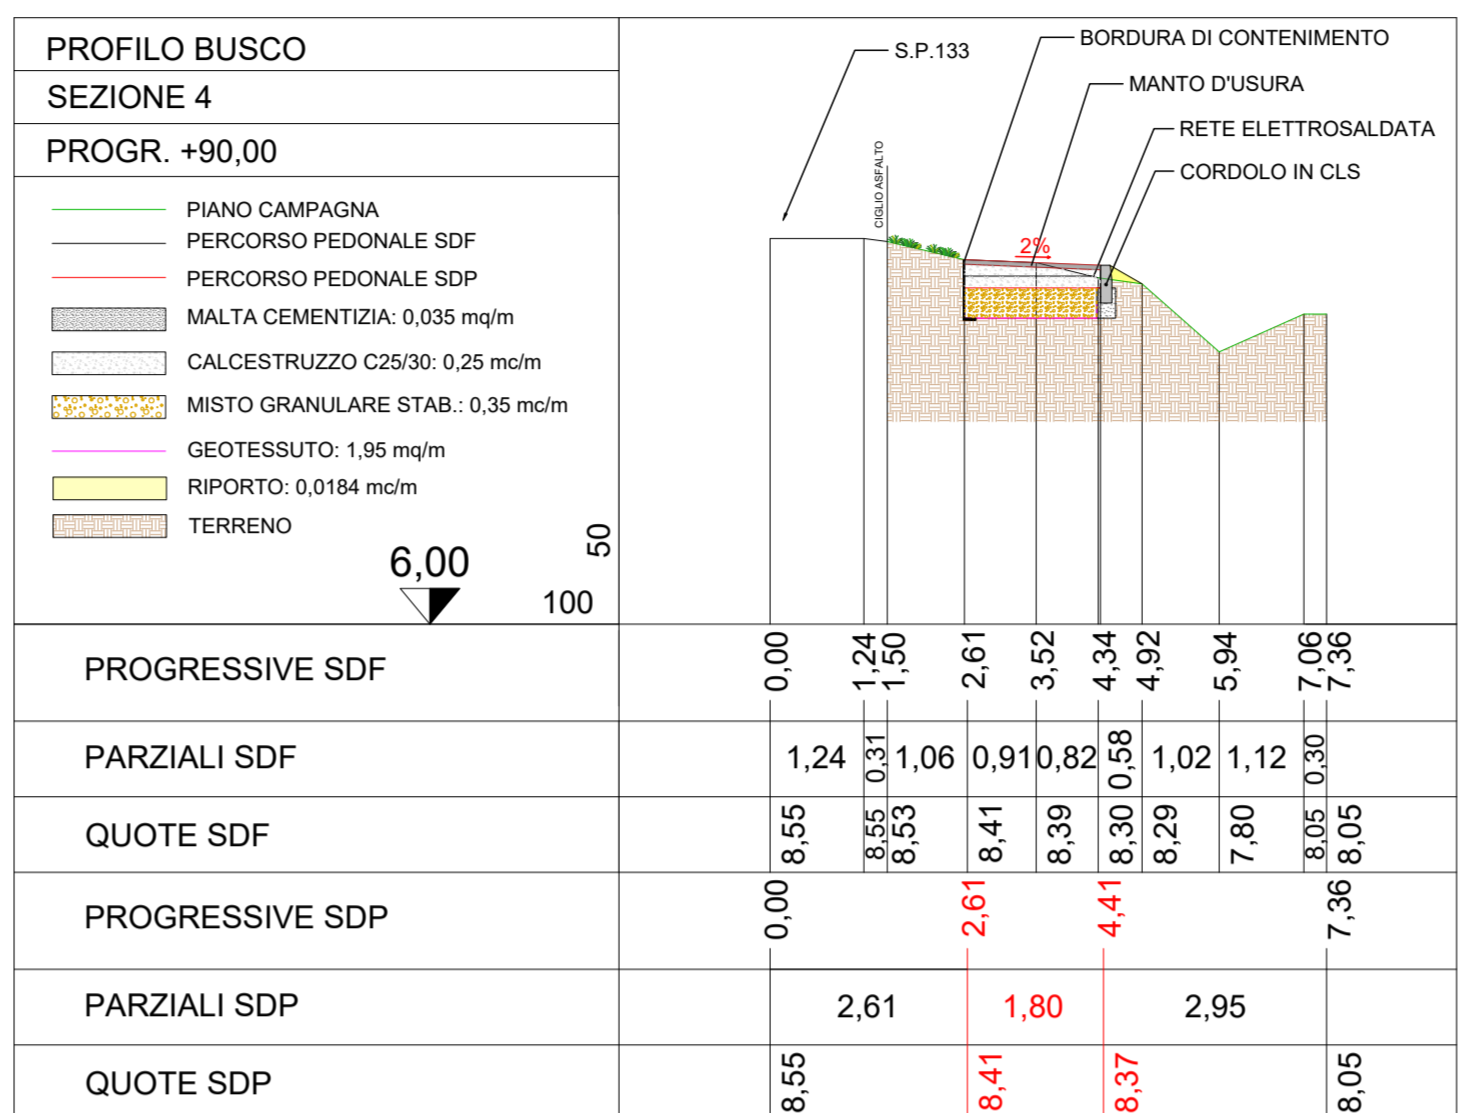 PROFILO BUSCO
SEZIONE 4
PROGR. +90,00
PIANO CAMPAGNA
PERCORSO PEDONALE SDF
PERCORSO PEDONALE SDP
MALTA CEMENTIZIA: 0,035 mq/m
CALCESTRUZZO C25/30: 0,25 mc/m
MISTO GRANULARE STAB.: 0,35 mc/m
GEOTESSUTO: 1,95 mq/m
RIPORTO: 0,0184 mc/m
TERRENO
6,00
50
100
S.P.133
BORDURA DI CONTENIMENTO
MANTO D'USURA
RETE ELETTROSALDATA
CORDOLO IN CLS
CIGLIO ASFALTO
2%
PROGRESSIVE SDF 0,00 1,24 1,50 2,61 3,52 4,34 4,92 5,94 7,06 7,36
PARZIALI SDF 1,24 0,31 1,06 0,91 0,82 0,58 1,02 1,12 0,30
QUOTE SDF 8,55 8,55 8,53 8,41 8,39 8,30 8,29 7,80 8,05 8,05
PROGRESSIVE SDP 0,00 2,61 4,41 7,36
PARZIALI SDP 2,61 1,80 2,95
QUOTE SDP 8,55 8,41 8,37 8,05